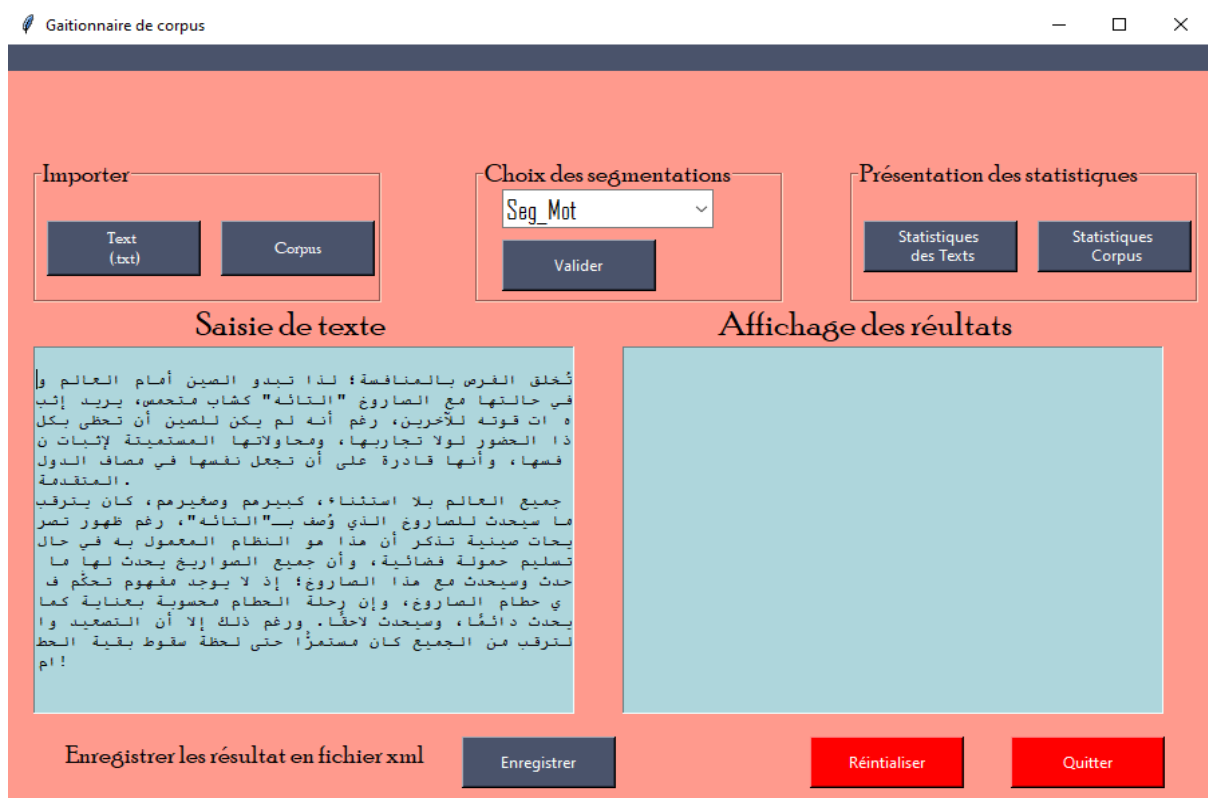 Gaitionnaire de corpus
Importer
Text
(.txt)
Corpus
Choix des segmentations
Seg_Mot
Valider
Présentation des statistiques
Statistiques
des Texts
Statistiques
Corpus
Saisie de texte
Affichage des réultats
تُخلق الفرص بالمنافسة؛ لذا تبدو الصين أمام العالم و
في حالتها مع الصاروخ "التائه" كشاب متحمس، يريد إثب
ات قوته للآخرين، رغم أنه لم يكن للصين أن تحظى بكل ه
ذا الحضور لولا تجاربها، ومحاولاتها المستميتة لإثبات ن
فسها، وأنها قادرة على أن تجعل نفسها في مصاف الدول
المتقدمة.
جميع العالم بلا استثناء، كبيرهم وصغيرهم، كان يترقب
ما سيحدث للصاروخ الذي وُصف بــ"التائه"، رغم ظهور تصر
يحات صينية تذكر أن هذا هو النظام المعمول به في حال
تسليم حمولة فضائية، وأن جميع الصواريخ يحدث لها ما
حدث وسيحدث مع هذا الصاروخ؛ إذ لا يوجد مفهوم تحكّم ف
ي حطام الصاروخ، وإن رحلة الحطام محسوبة بعناية كما
يحدث دائمًا، وسيحدث لاحقًا. ورغم ذلك إلا أن التصعيد وا
لترقب من الجميع كان مستمرًّا حتى لحظة سقوط بقية الحط
ام!
Enregistrer les résultat en fichier xml
Enregistrer
Réintialiser
Quitter